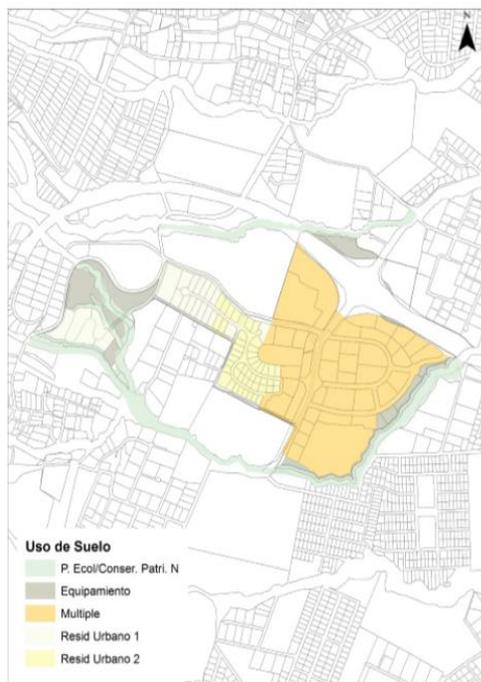 N
Uso de Suelo
P. Ecol/Conser. Patri. N
Equipamiento
Multiple
Resid Urbano 1
Resid Urbano 2